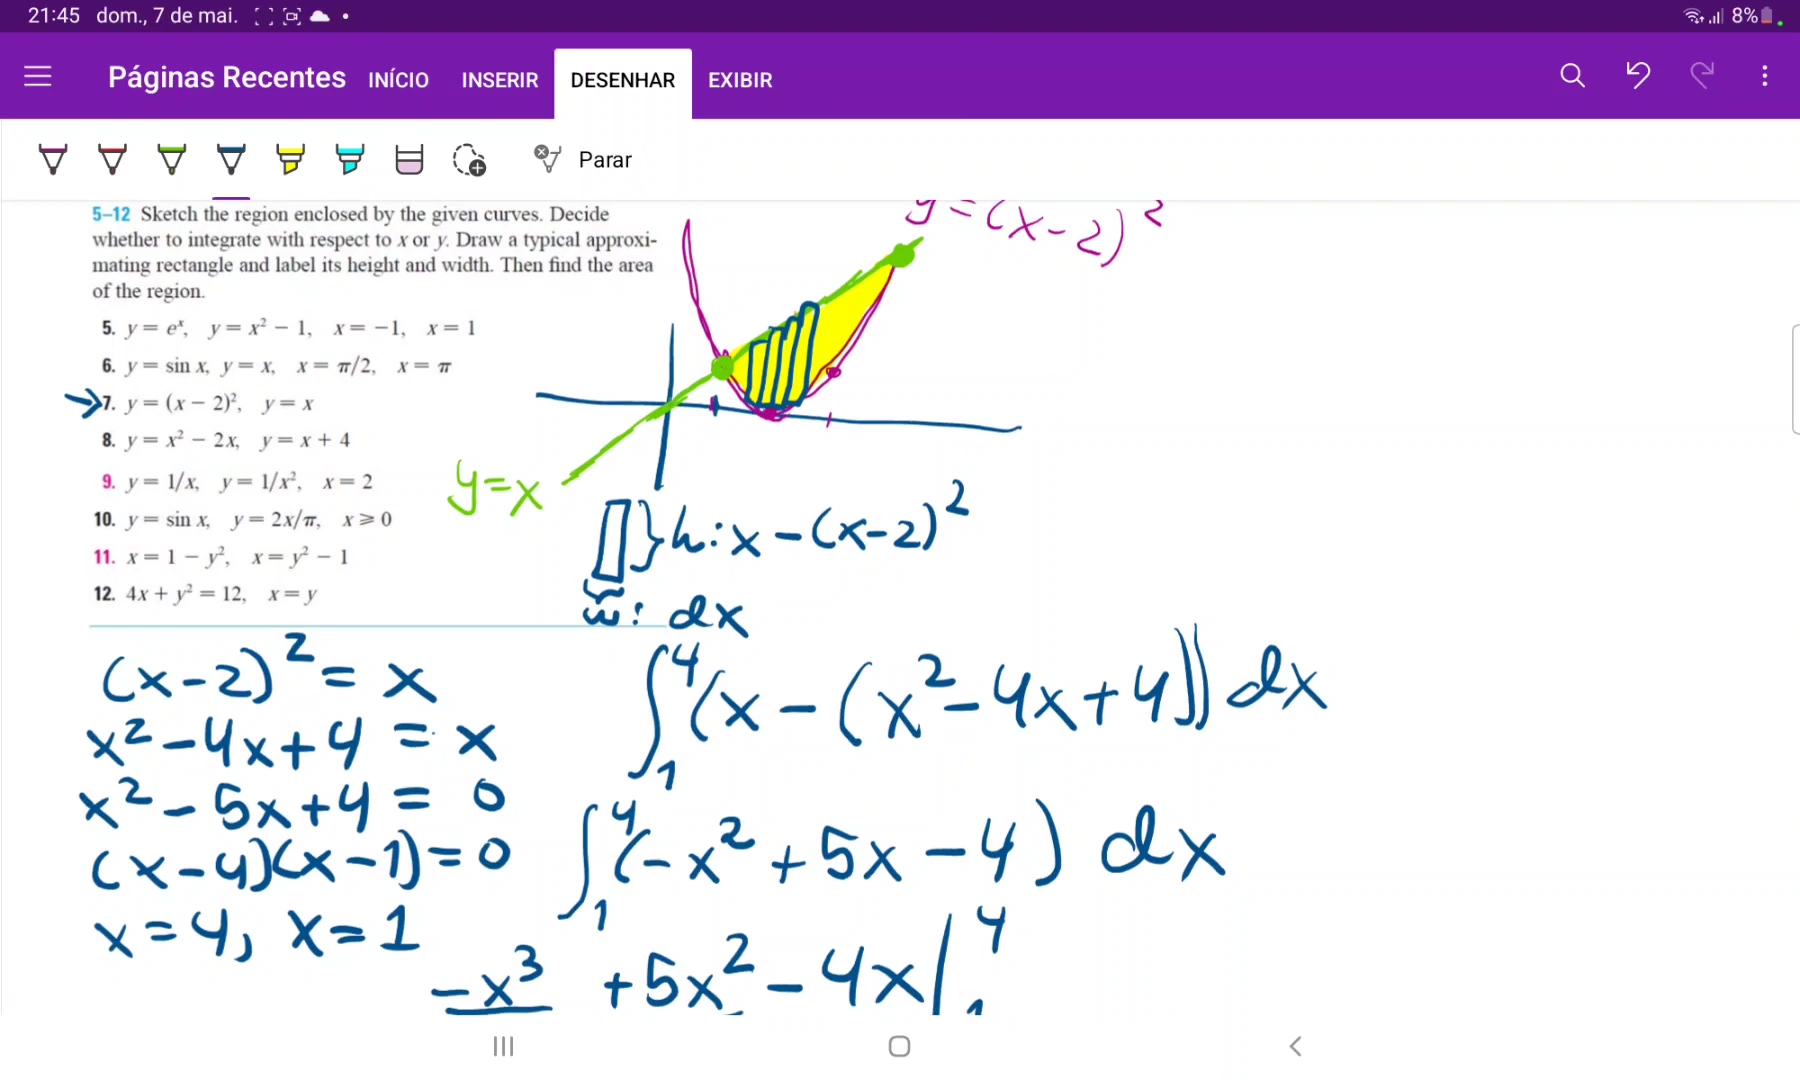 21:45 dom., 7 de mai. 8%
Páginas Recentes INÍCIO INSERIR DESENHAR EXIBIR
Parar
5–12 Sketch the region enclosed by the given curves. Decide
whether to integrate with respect to x or y. Draw a typical approxi-
mating rectangle and label its height and width. Then find the area
of the region.
5. y = eˣ, y = x² − 1, x = −1, x = 1
6. y = sin x, y = x, x = π/2, x = π
7. y = (x − 2)², y = x
8. y = x² − 2x, y = x + 4
9. y = 1/x, y = 1/x², x = 2
10. y = sin x, y = 2x/π, x ⩾ 0
11. x = 1 − y², x = y² − 1
12. 4x + y² = 12, x = y
y = (x-2)²
y=x
h: x - (x-2)²
w: dx
(x-2)² = x
x² - 4x + 4 = x
x² - 5x + 4 = 0
(x-4)(x-1) = 0
x = 4, x = 1
∫₁⁴ (x - (x² - 4x + 4)) dx
∫₁⁴ (-x² + 5x - 4) dx
-x³ + 5x² - 4x |₁⁴